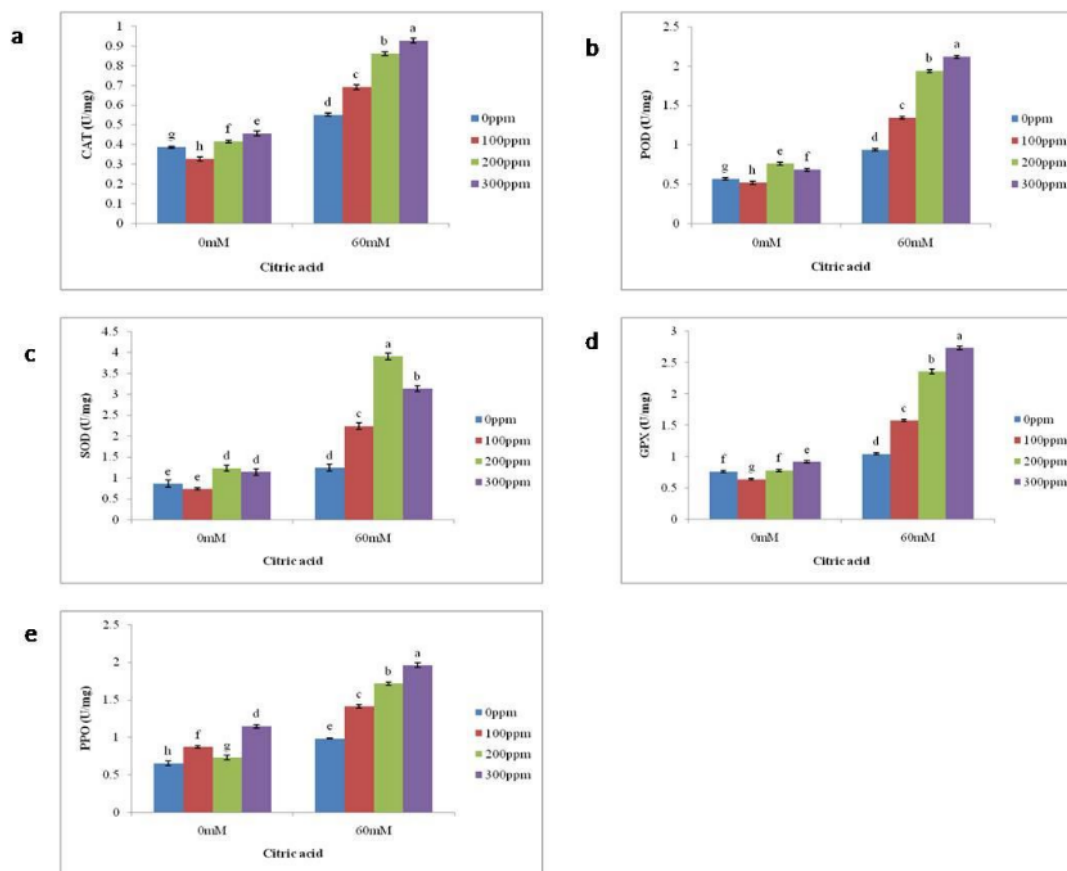 a
CAT (U/mg)
1
0.9
0.8
0.7
0.6
0.5
0.4
0.3
0.2
0.1
0
g h f e d c b a
0mM 60mM
Citric acid
0ppm
100ppm
200ppm
300ppm
b
POD (U/mg)
2.5
2
1.5
1
0.5
0
g h e f d c b a
0mM 60mM
Citric acid
0ppm
100ppm
200ppm
300ppm
c
SOD (U/mg)
4.5
4
3.5
3
2.5
2
1.5
1
0.5
0
e e d d d c a b
0mM 60mM
Citric acid
0ppm
100ppm
200ppm
300ppm
d
GPX (U/mg)
3
2.5
2
1.5
1
0.5
0
f g f e d c b a
0mM 60mM
Citric acid
0ppm
100ppm
200ppm
300ppm
e
PPO (U/mg)
2.5
2
1.5
1
0.5
0
h f g d e c b a
0mM 60mM
Citric acid
0ppm
100ppm
200ppm
300ppm